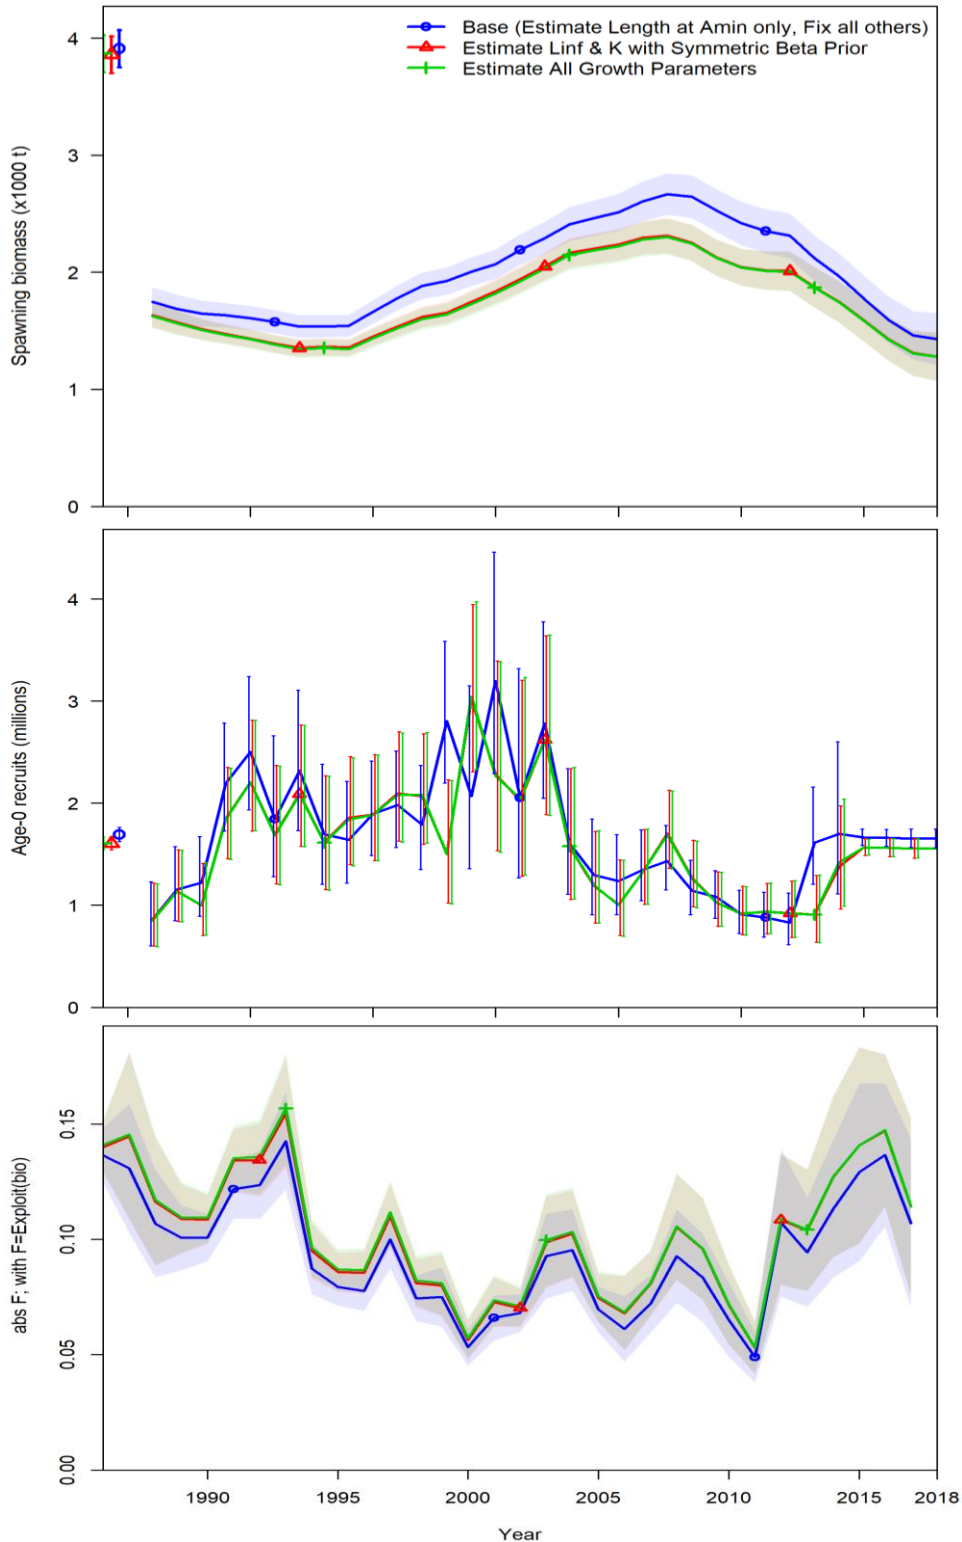 Base (Estimate Length at Amin only, Fix all others)
Estimate Linf & K with Symmetric Beta Prior
Estimate All Growth Parameters
Spawning biomass (x1000 t)
4
3
2
1
0
Age-0 recruits (millions)
4
3
2
1
0
abs F; with F=Exploit(bio)
0.15
0.10
0.05
0.00
1990 1995 2000 2005 2010 2015 2018
Year